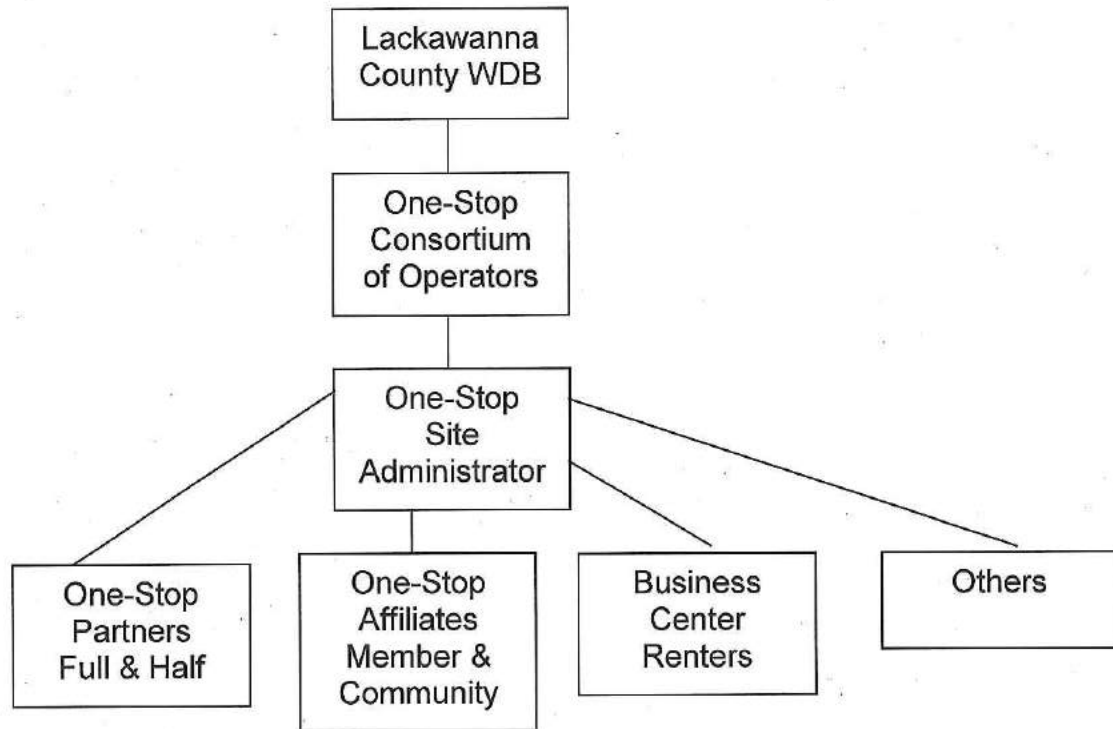 Lackawanna
County WDB
One-Stop
Consortium
of Operators
One-Stop
Site
Administrator
One-Stop
Partners
Full & Half
One-Stop
Affiliates
Member &
Community
Business
Center
Renters
Others